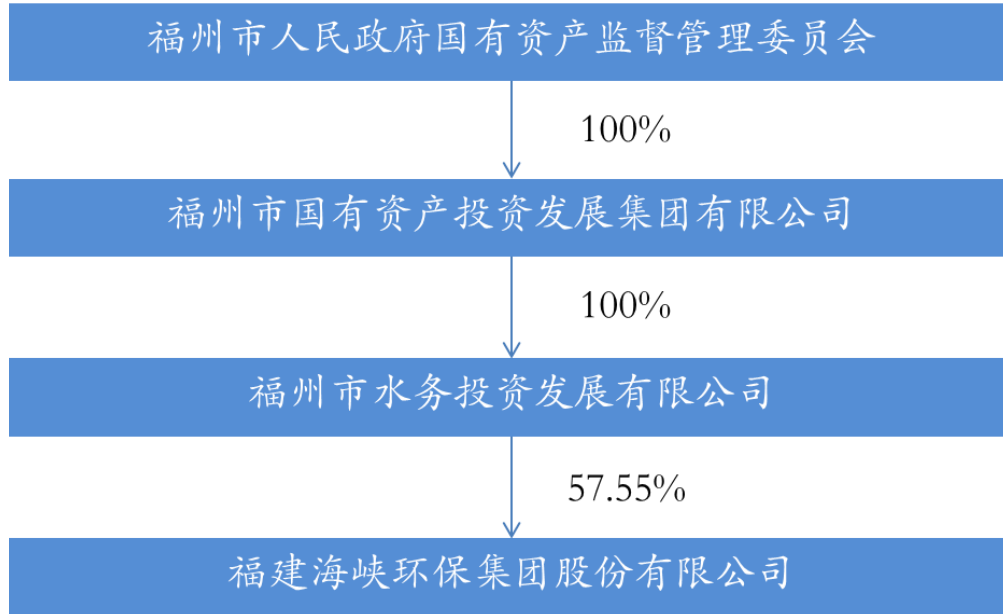 福州市人民政府国有资产监督管理委员会
100%
福州市国有资产投资发展集团有限公司
100%
福州市水务投资发展有限公司
57.55%
福建海峡环保集团股份有限公司